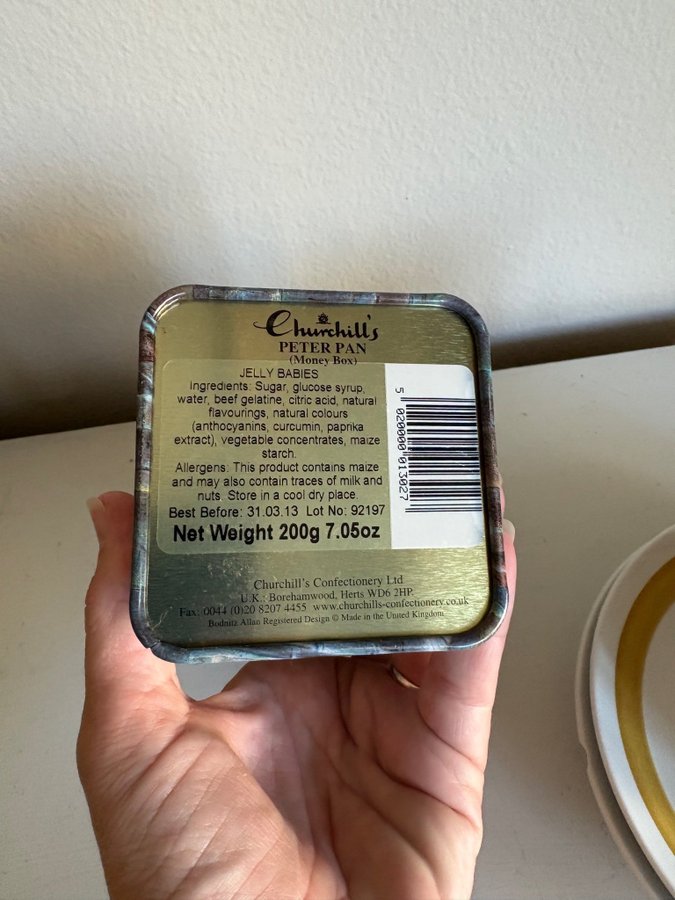 Churchill's
PETER PAN
(Money Box)
JELLY BABIES
Ingredients: Sugar, glucose syrup,
water, beef gelatine, citric acid, natural
flavourings, natural colours
(anthocyanins, curcumin, paprika
extract), vegetable concentrates, maize
starch.
Allergens: This product contains maize
and may also contain traces of milk and
nuts. Store in a cool dry place.
Best Before: 31.03.13 Lot No: 92197
Net Weight 200g 7.05oz
5 020000 013027
Churchill's Confectionery Ltd
U.K.: Borehamwood, Herts WD6 2HP.
Fax: 0044 (0)20 8207 4455 www.churchills-confectionery.co.uk
Bodnitz Allan Registered Design © Made in the United Kingdom